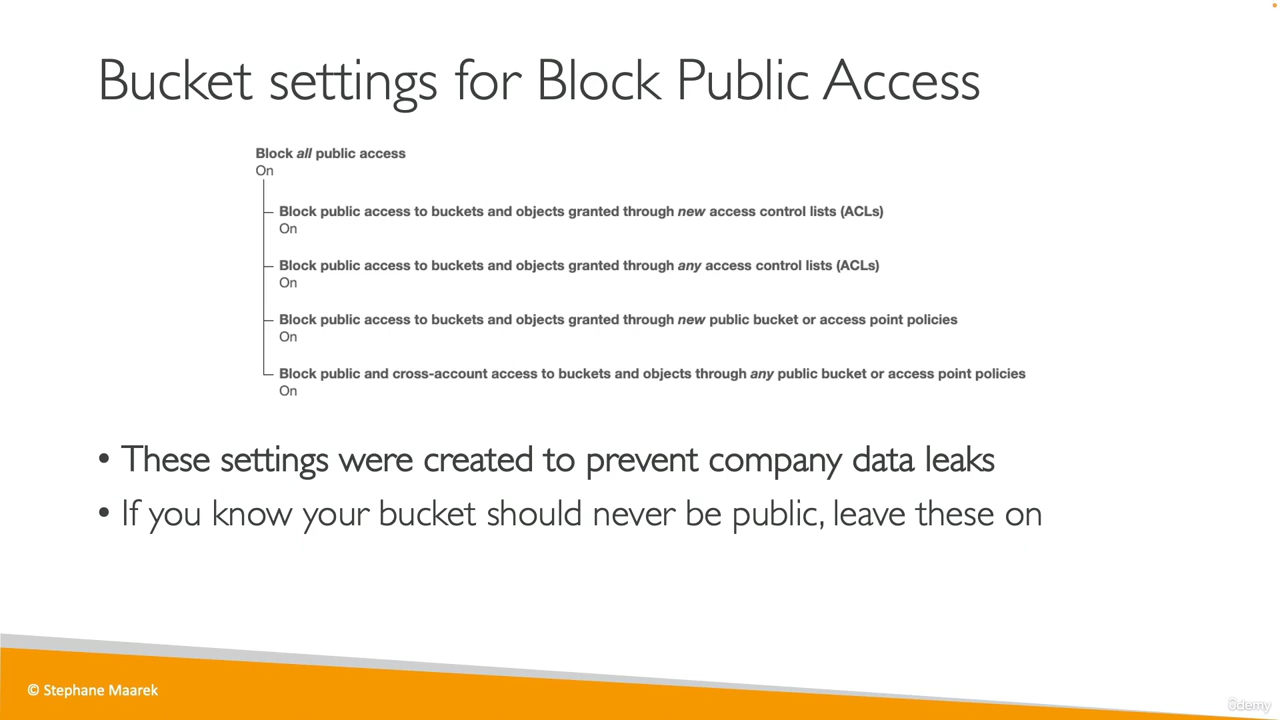 Bucket settings for Block Public Access
Block all public access
On
Block public access to buckets and objects granted through new access control lists (ACLs)
On
Block public access to buckets and objects granted through any access control lists (ACLs)
On
Block public access to buckets and objects granted through new public bucket or access point policies
On
Block public and cross-account access to buckets and objects through any public bucket or access point policies
On
• These settings were created to prevent company data leaks
• If you know your bucket should never be public, leave these on
© Stephane Maarek
ûdemy